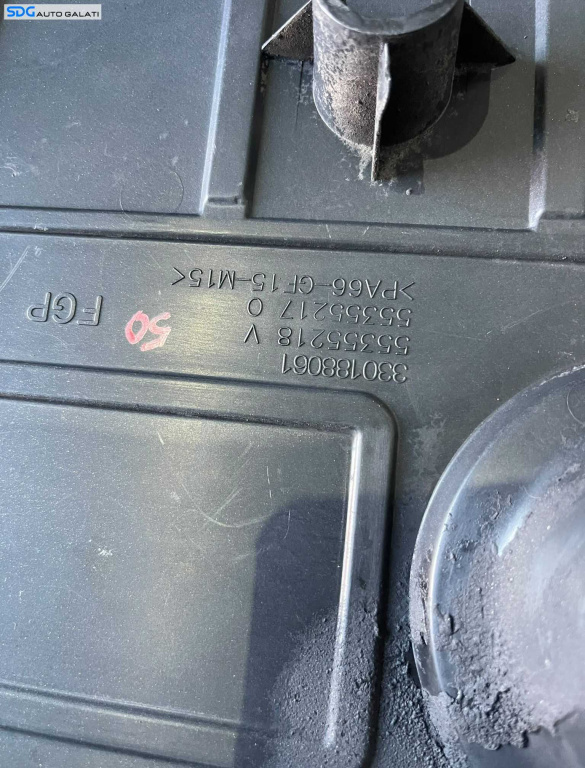 SDG AUTO GALATI
330188061
55355218 V
55355217 O
>PA66-GF15-M15<
FGP
50